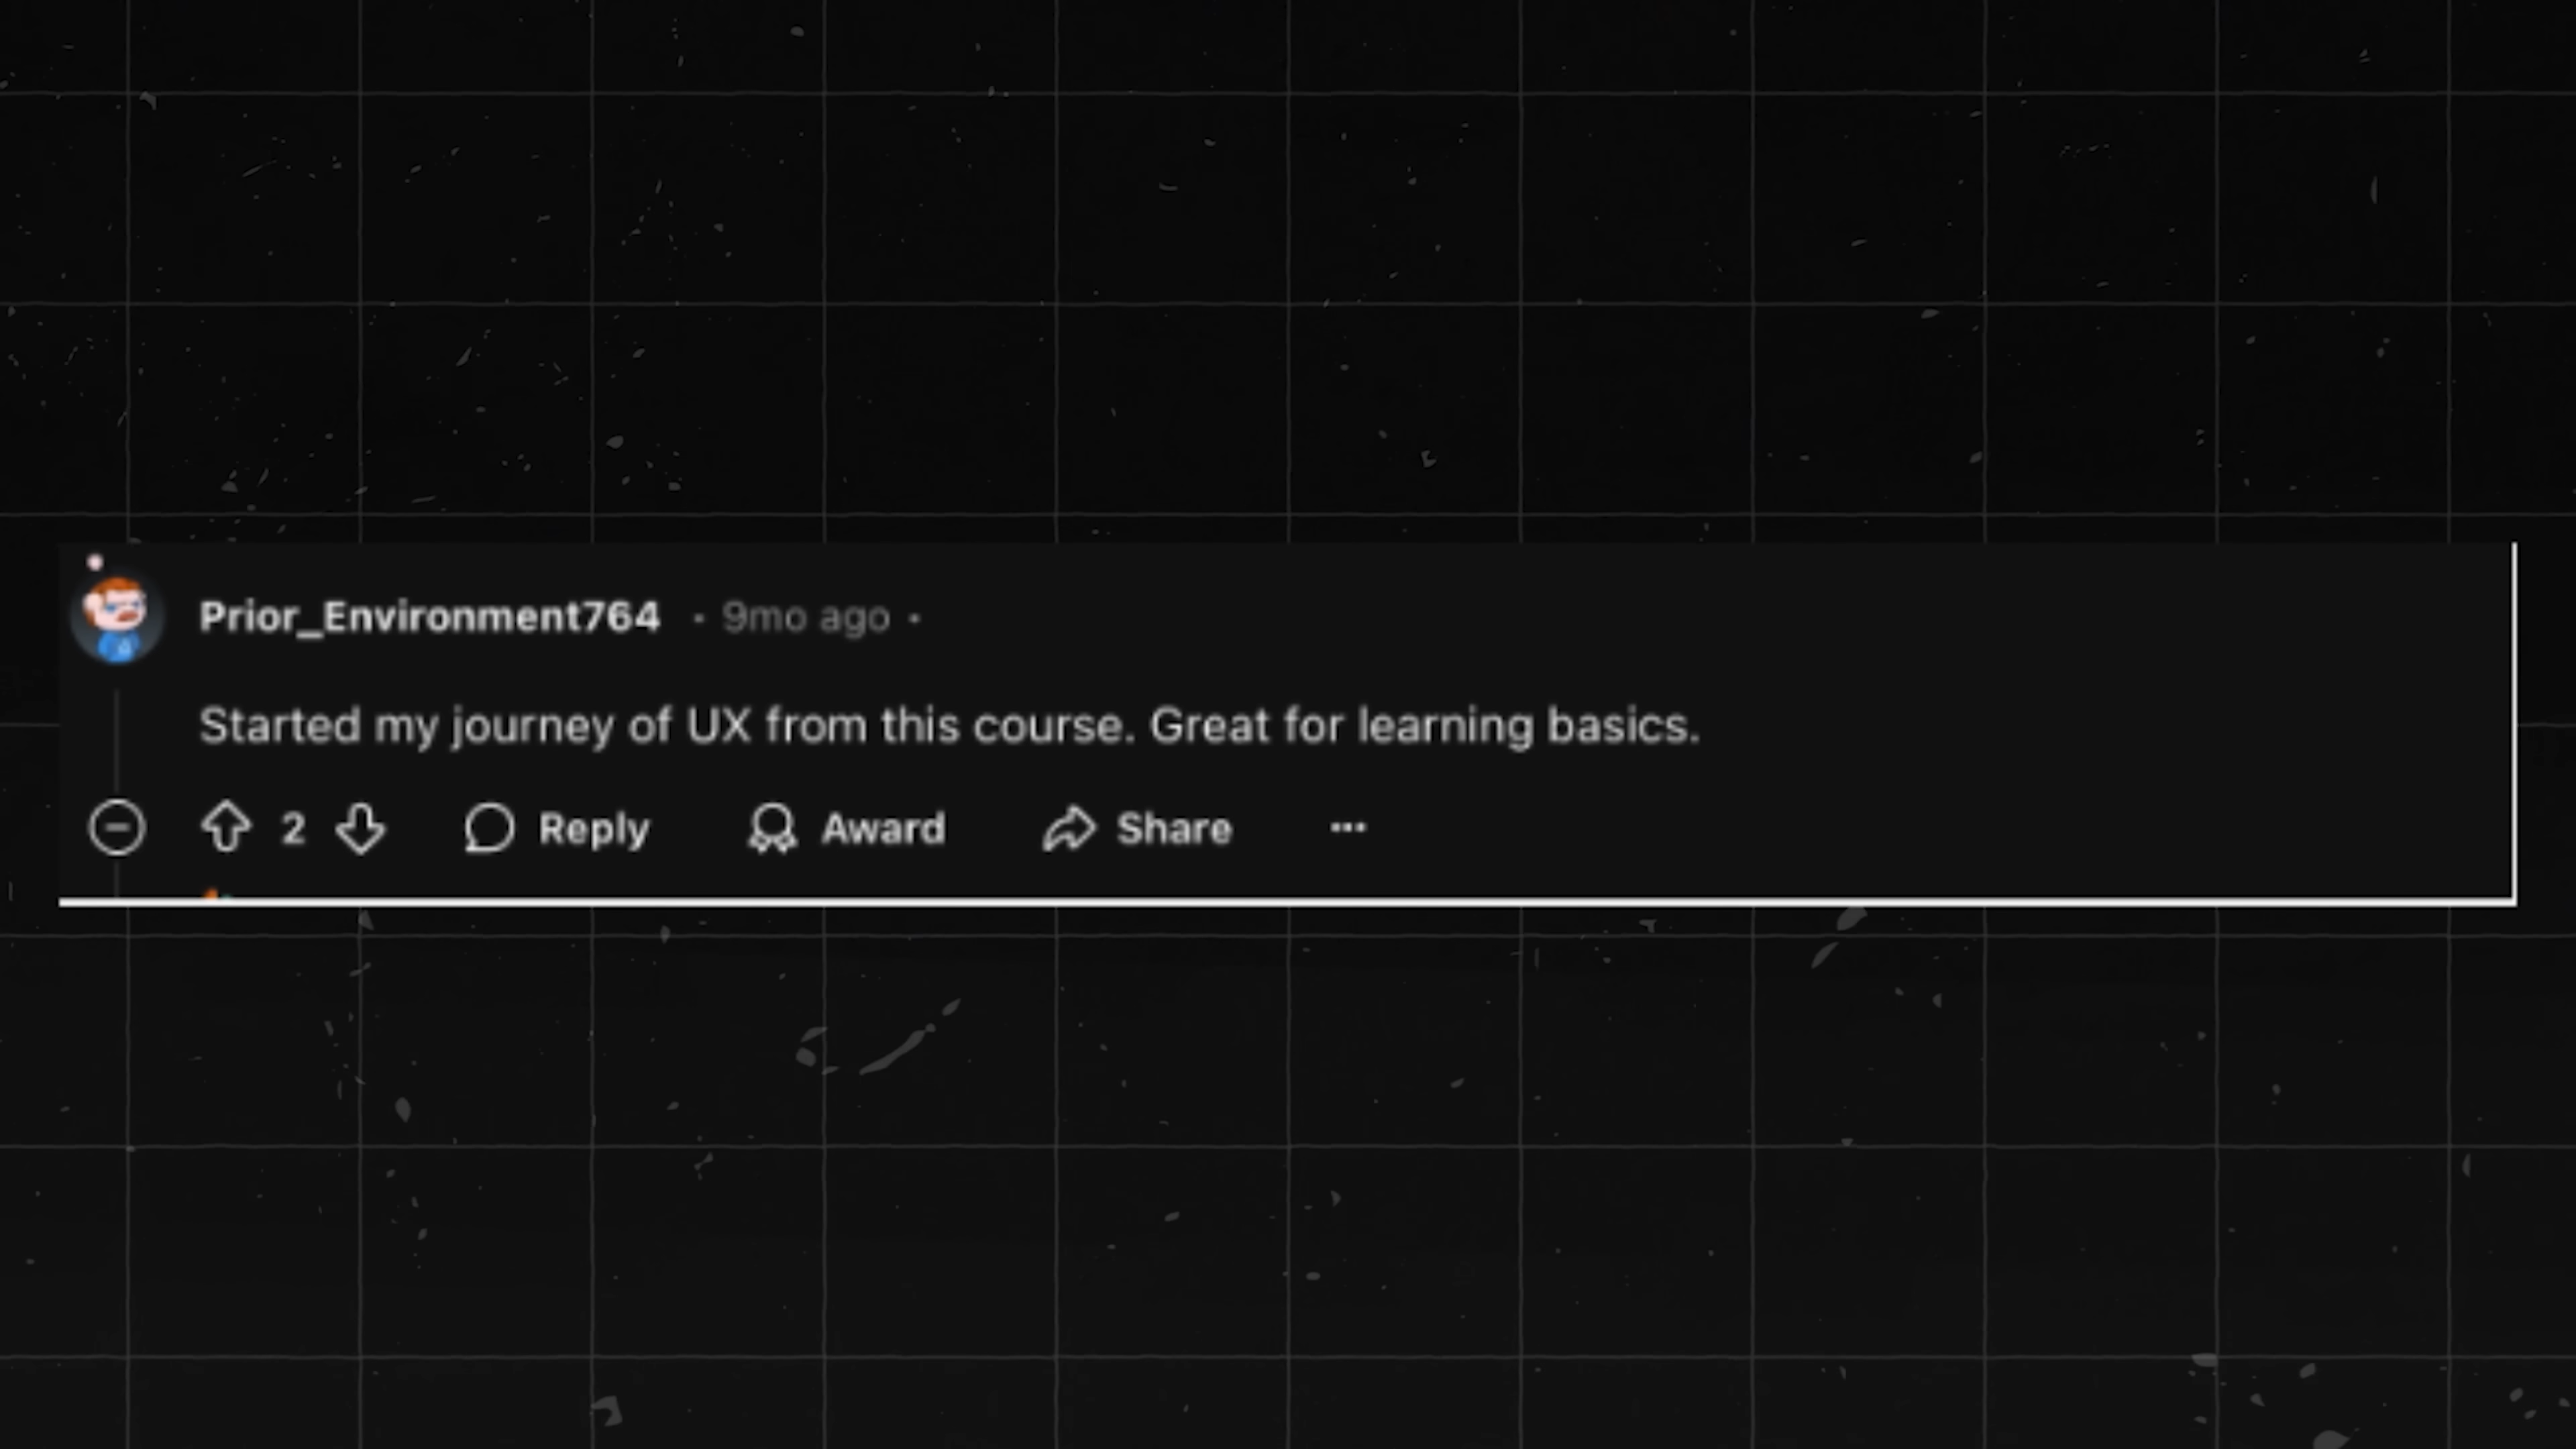 Prior_Environment764 · 9mo ago ·
Started my journey of UX from this course. Great for learning basics.
2 Reply Award Share ...